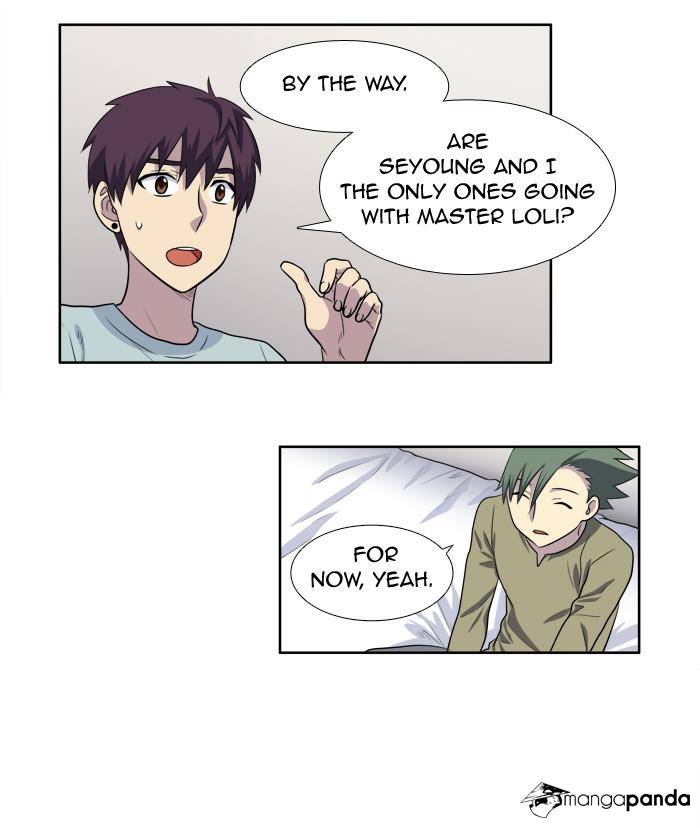 BY THE WAY.
ARE
SEYOUNG AND I
THE ONLY ONES GOING
WITH MASTER LOLI?
FOR
NOW, YEAH.
mangapanda